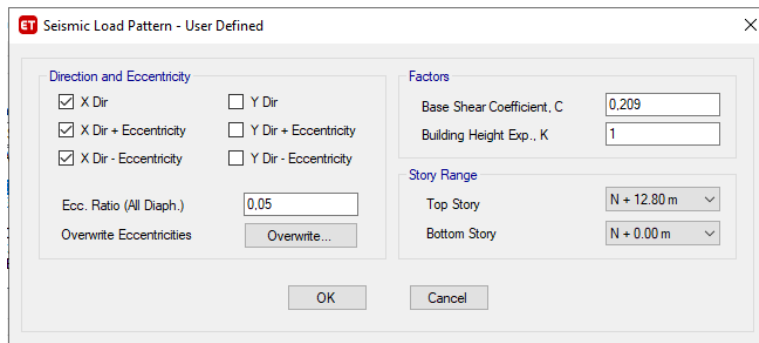 ET Seismic Load Pattern - User Defined
Direction and Eccentricity
X Dir Y Dir
X Dir + Eccentricity Y Dir + Eccentricity
X Dir - Eccentricity Y Dir - Eccentricity
Ecc. Ratio (All Diaph.) 0,05
Overwrite Eccentricities Overwrite...
Factors
Base Shear Coefficient, C 0,209
Building Height Exp., K 1
Story Range
Top Story N + 12.80 m
Bottom Story N + 0.00 m
OK Cancel